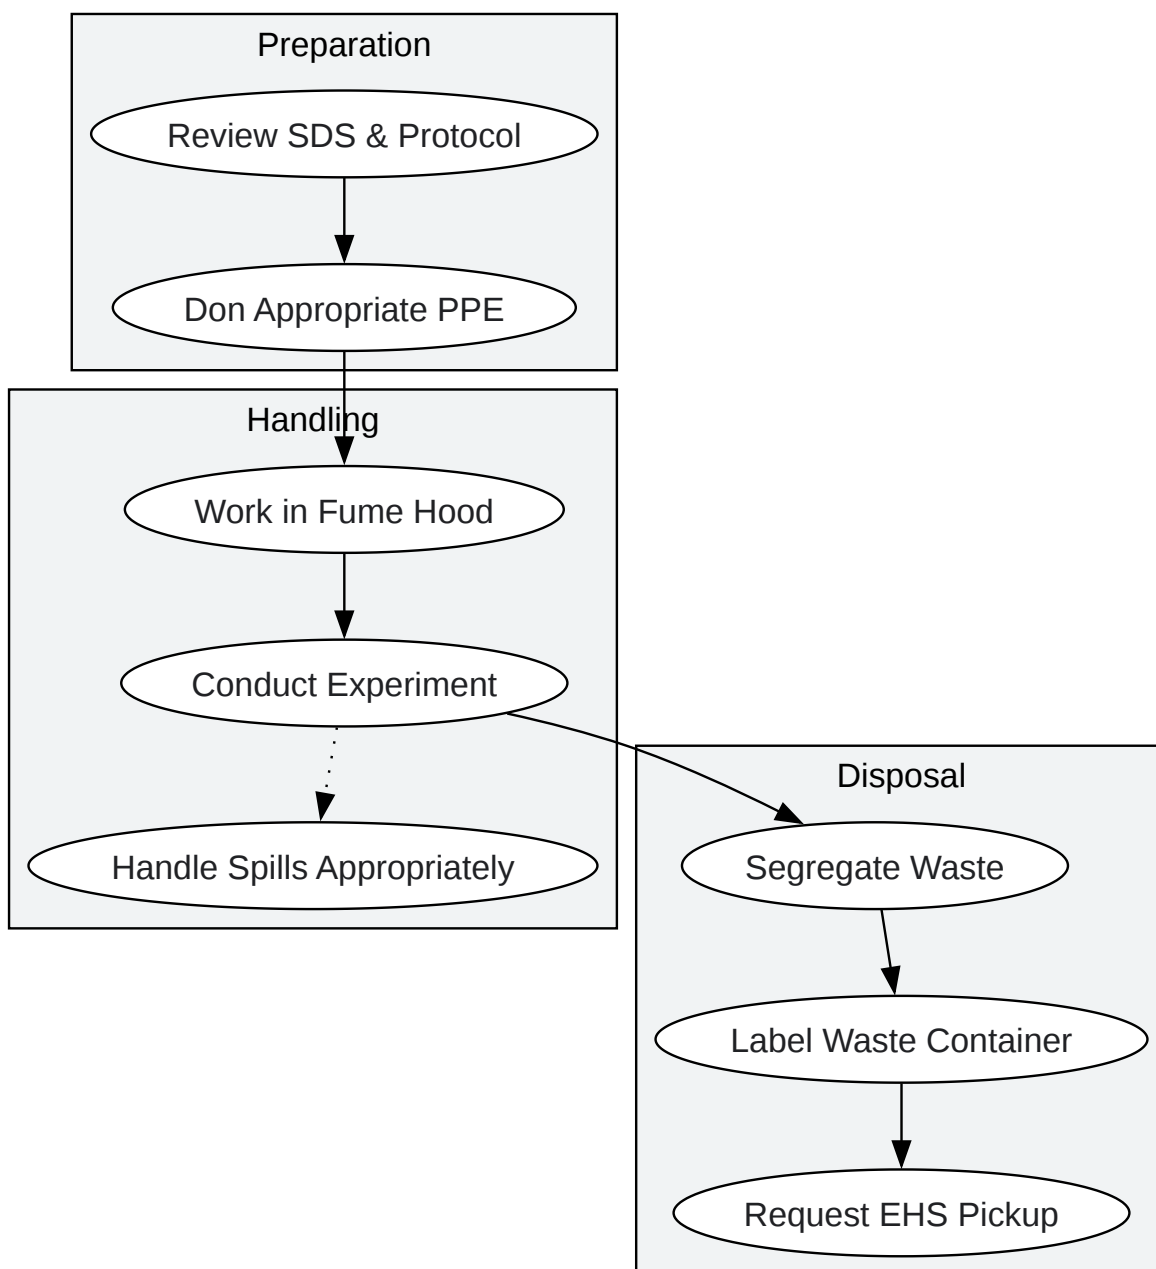 Preparation
Review SDS & Protocol
Don Appropriate PPE
Handling
Work in Fume Hood
Conduct Experiment
Handle Spills Appropriately
Disposal
Segregate Waste
Label Waste Container
Request EHS Pickup